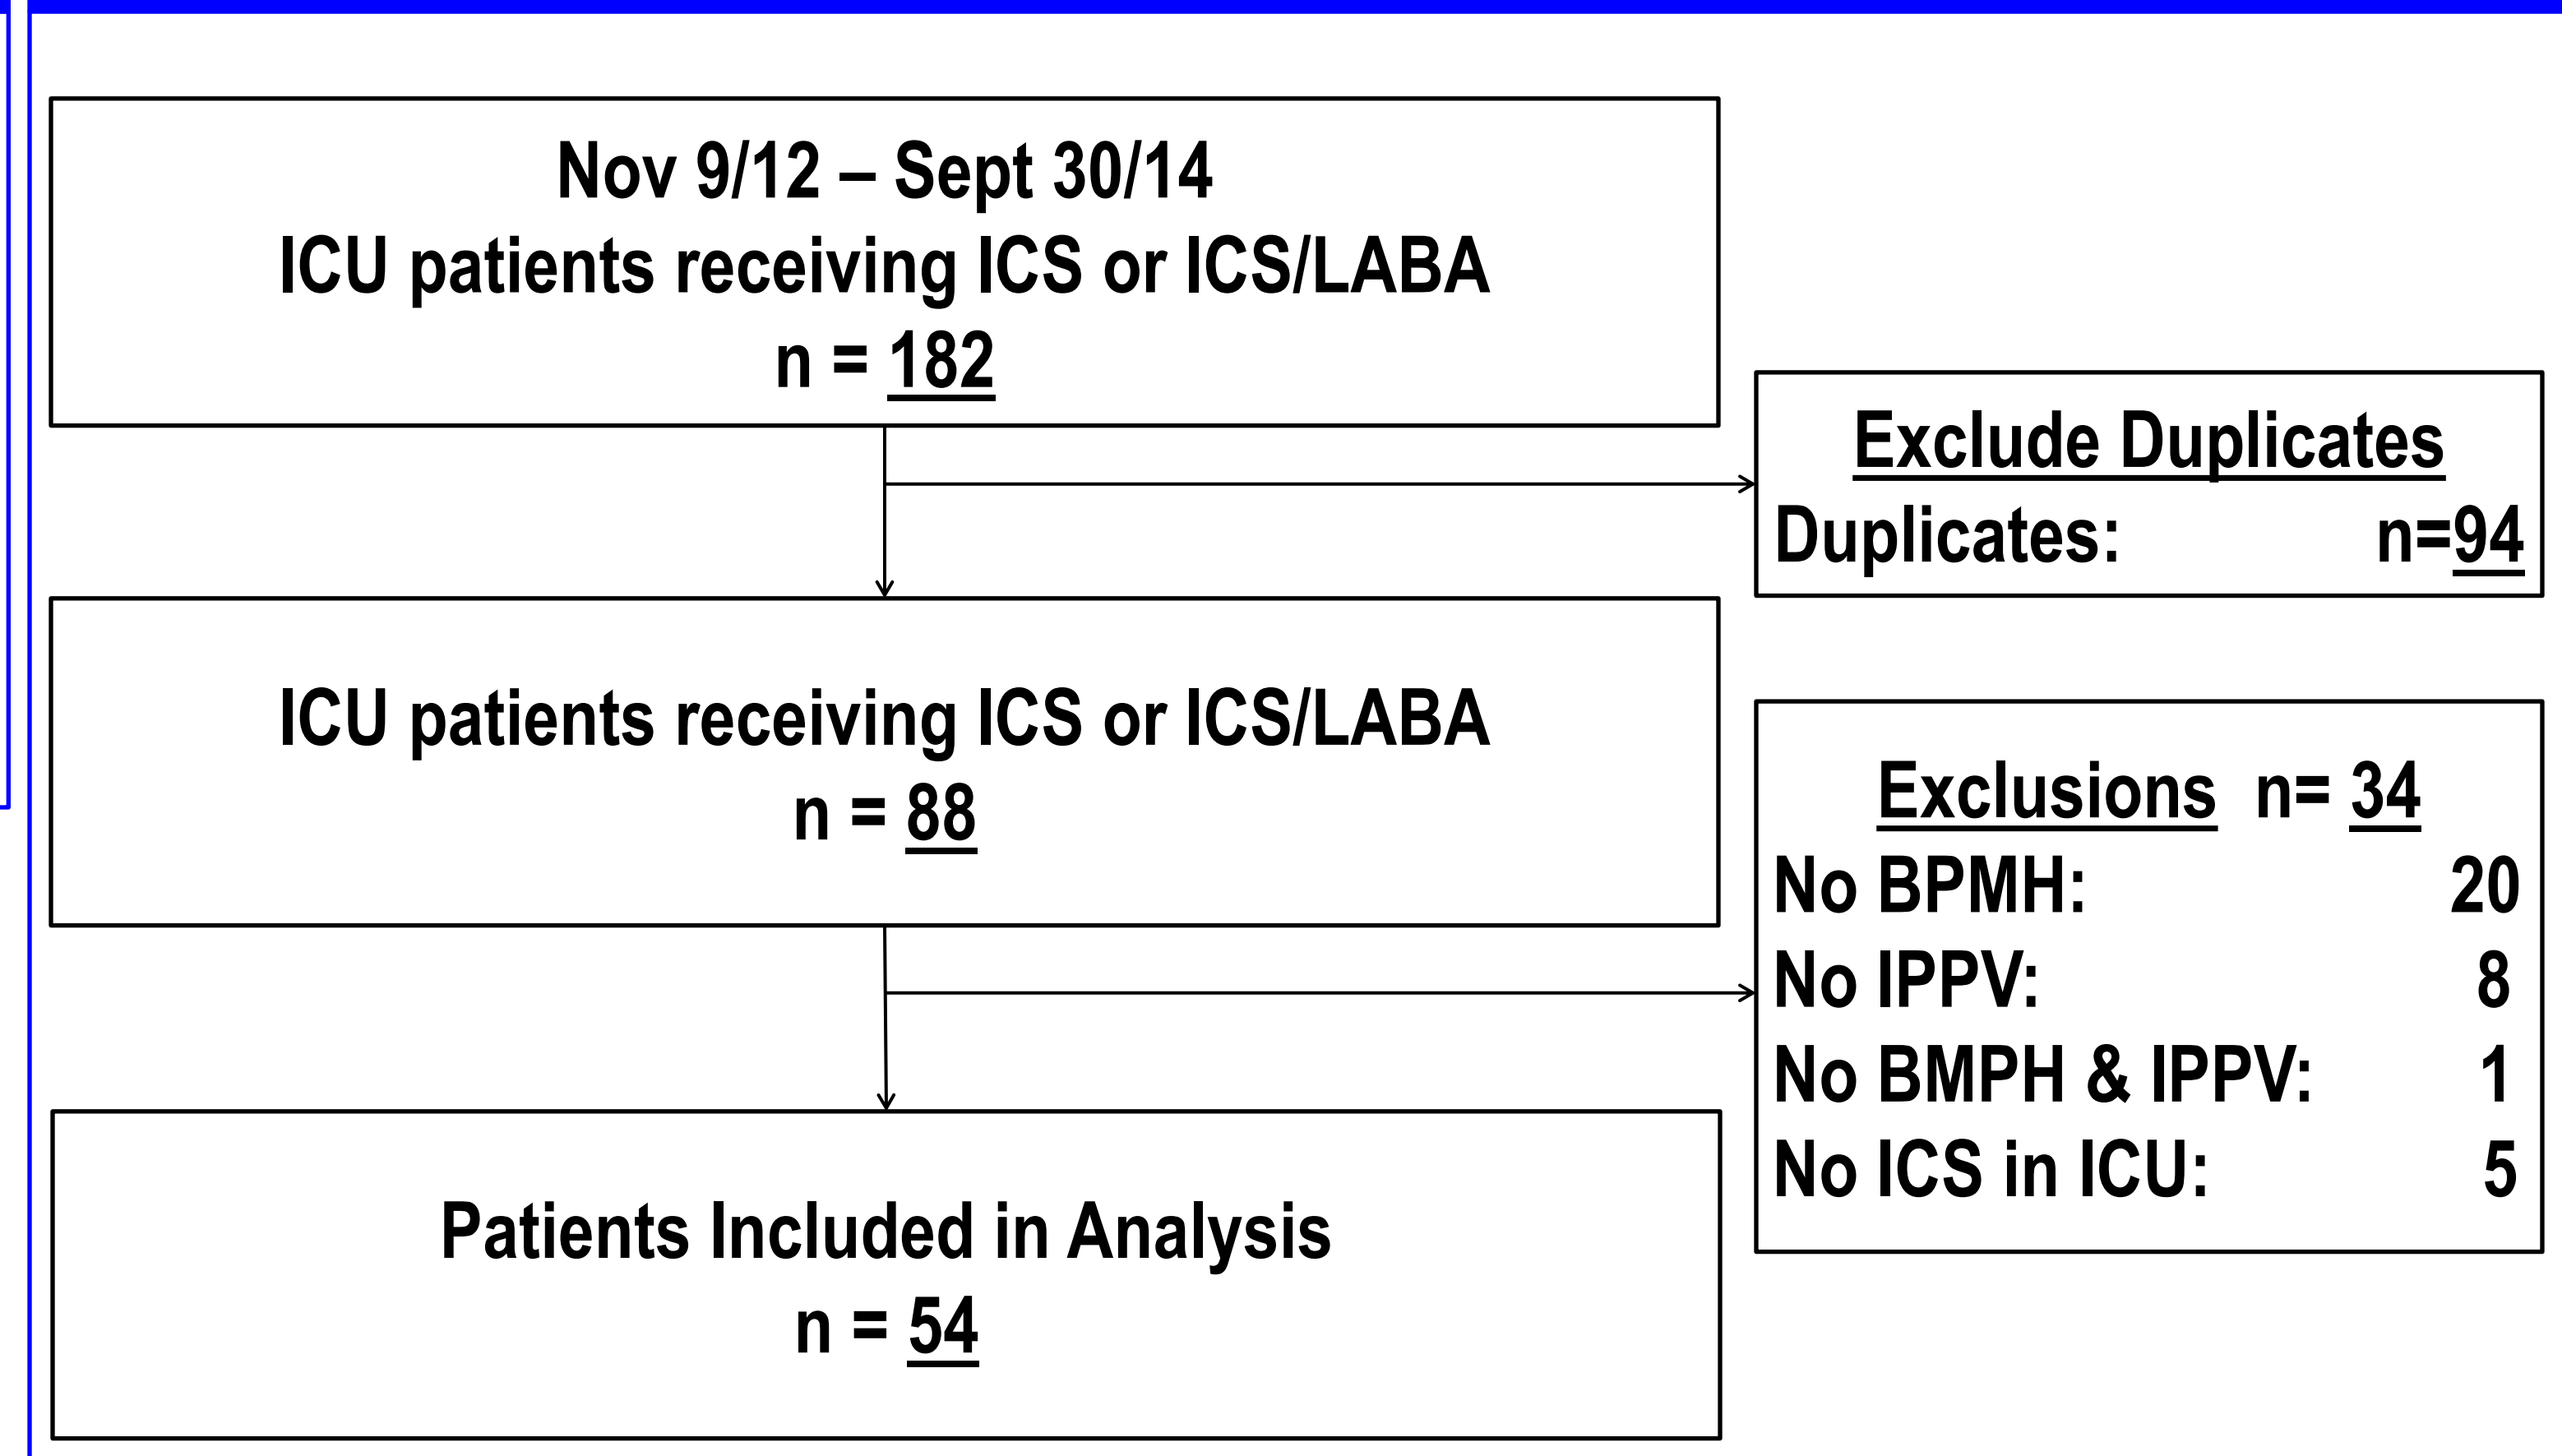 Nov 9/12 – Sept 30/14
ICU patients receiving ICS or ICS/LABA
n = 182
Exclude Duplicates
Duplicates: n=94
ICU patients receiving ICS or ICS/LABA
n = 88
Exclusions n= 34
No BPMH: 20
No IPPV: 8
No BMPH & IPPV: 1
No ICS in ICU: 5
Patients Included in Analysis
n = 54